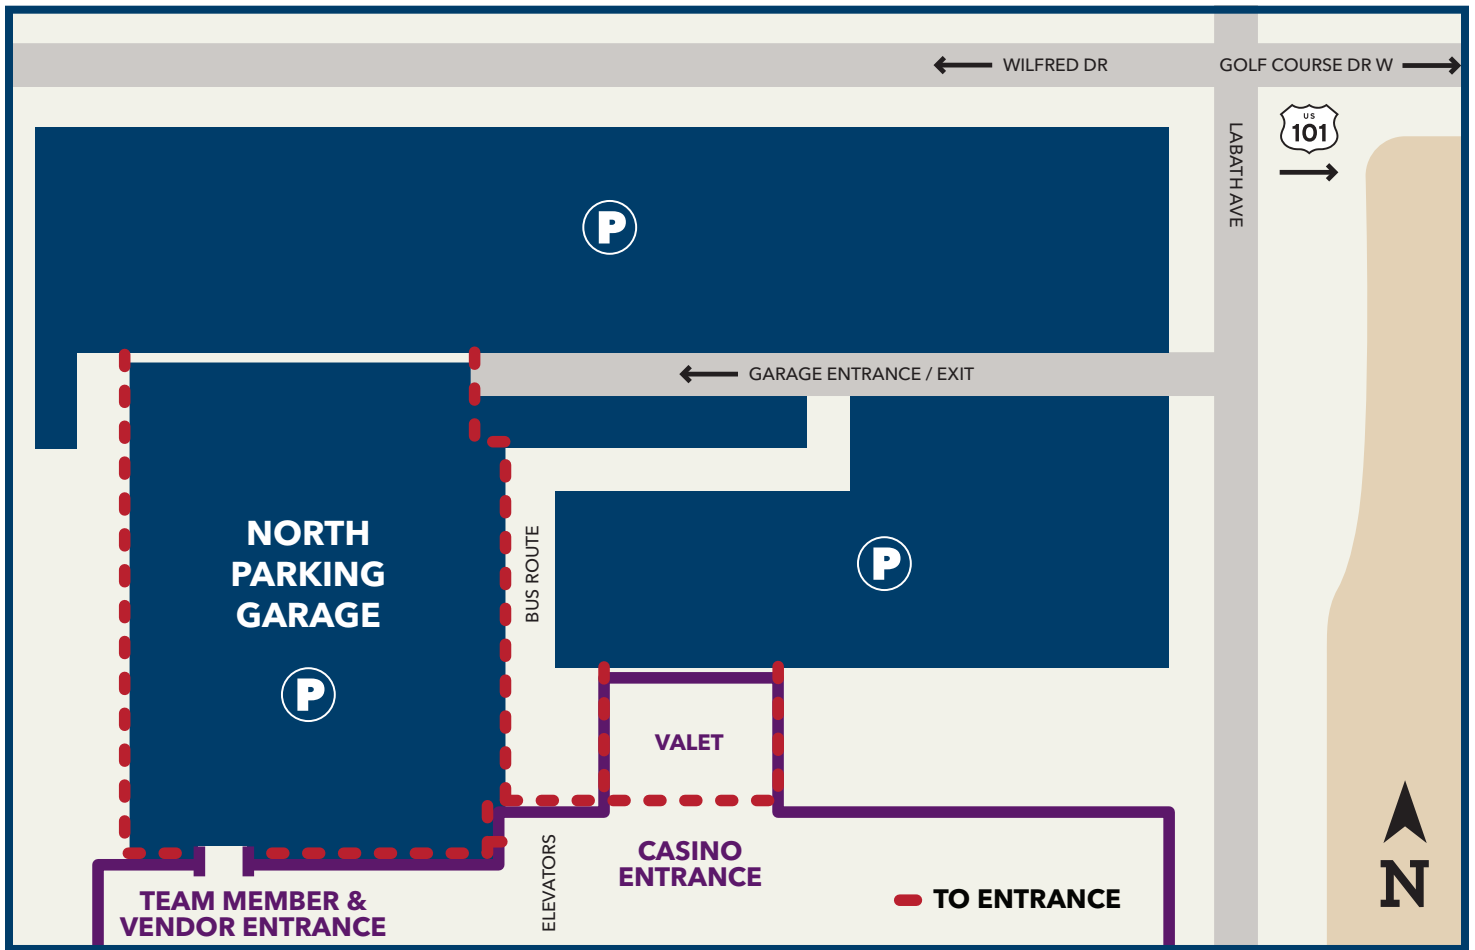 WILFRED DR
GOLF COURSE DR W
US
101
LABATH AVE
P
GARAGE ENTRANCE / EXIT
NORTH
PARKING
GARAGE
P
BUS ROUTE
P
VALET
CASINO
ENTRANCE
ELEVATORS
TEAM MEMBER &
VENDOR ENTRANCE
TO ENTRANCE
N